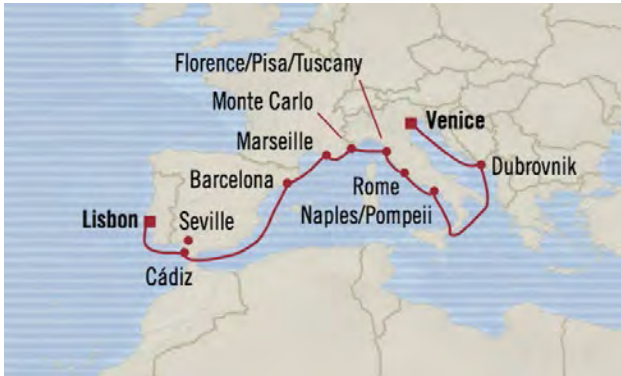 Florence/Pisa/Tuscany
Monte Carlo
Marseille
Venice
Barcelona
Dubrovnik
Rome
Naples/Pompeii
Lisbon
Seville
Cádiz